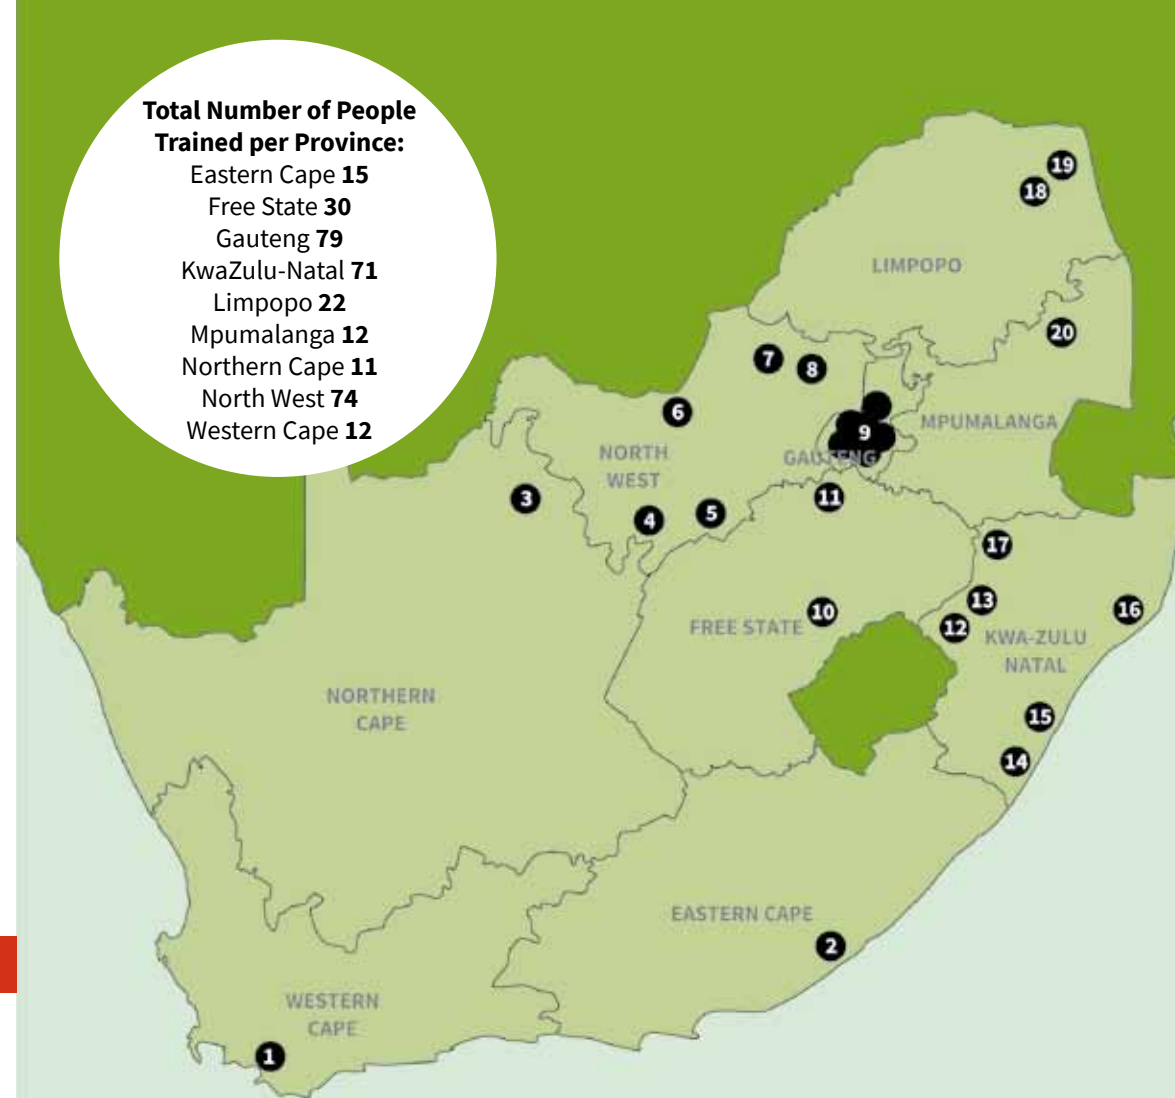 Total Number of People
Trained per Province:
Eastern Cape 15
Free State 30
Gauteng 79
KwaZulu-Natal 71
Limpopo 22
Mpumalanga 12
Northern Cape 11
North West 74
Western Cape 12
19
18
LIMPOPO
20
7
8
6
MPUMALANGA
9
NORTH
WEST
GAUTENG
3
11
5
4
17
13
16
10
12
FREE STATE
KWA-ZULU
NATAL
NORTHERN
CAPE
15
14
EASTERN CAPE
2
WESTERN
CAPE
1